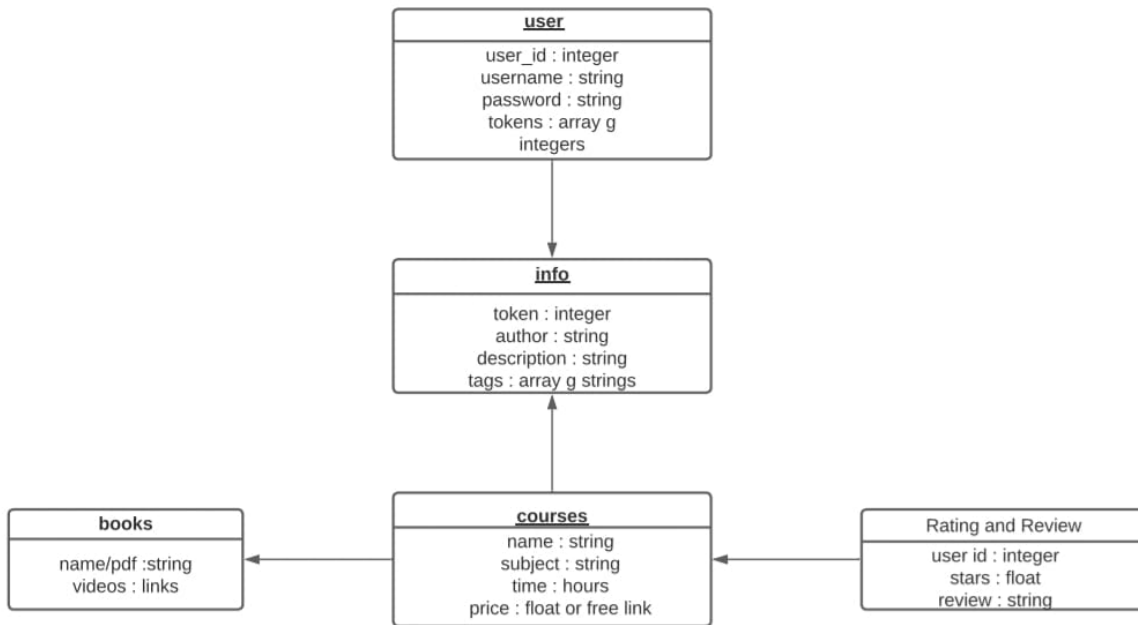 user
user_id : integer
username : string
password : string
tokens : array g
integers
info
token : integer
author : string
description : string
tags : array g strings
books
name/pdf :string
videos : links
courses
name : string
subject : string
time : hours
price : float or free link
Rating and Review
user id : integer
stars : float
review : string